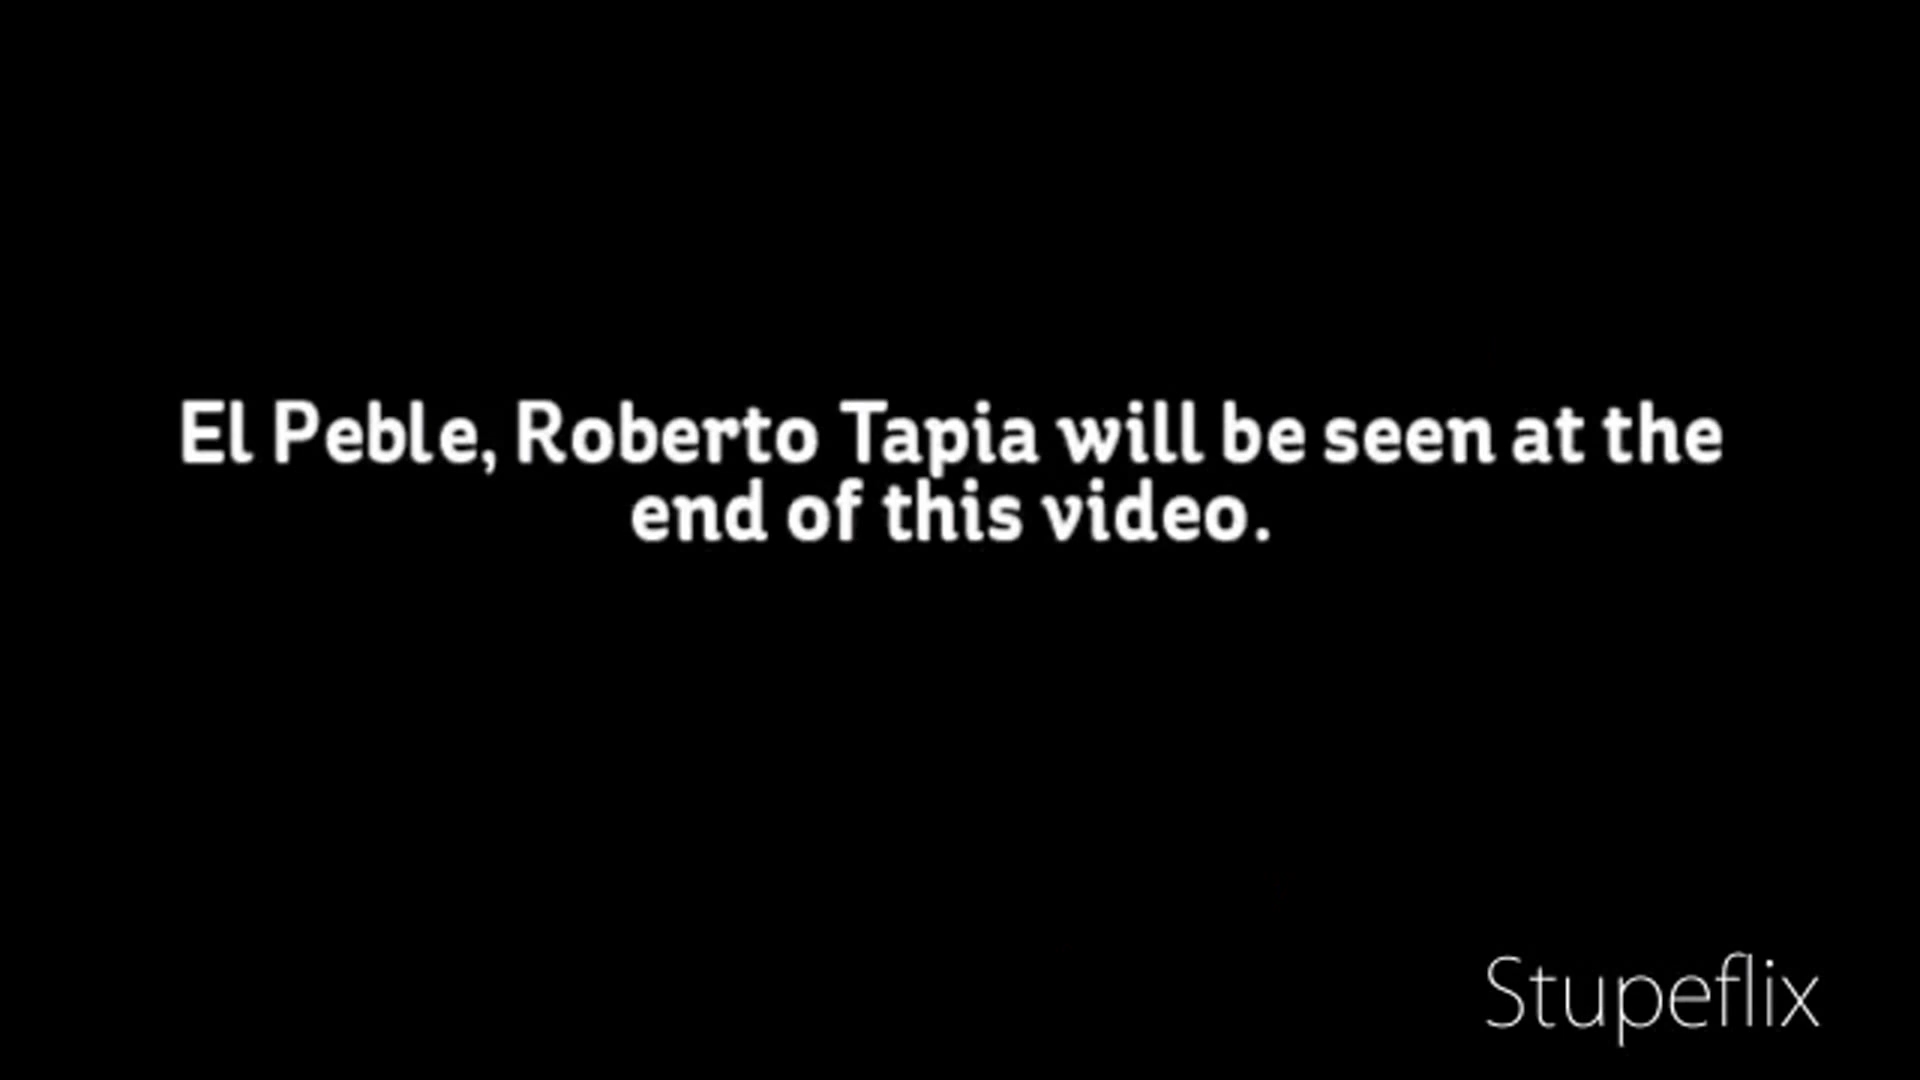 El Peble, Roberto Tapia will be seen at the
end of this video.
Stupeflix